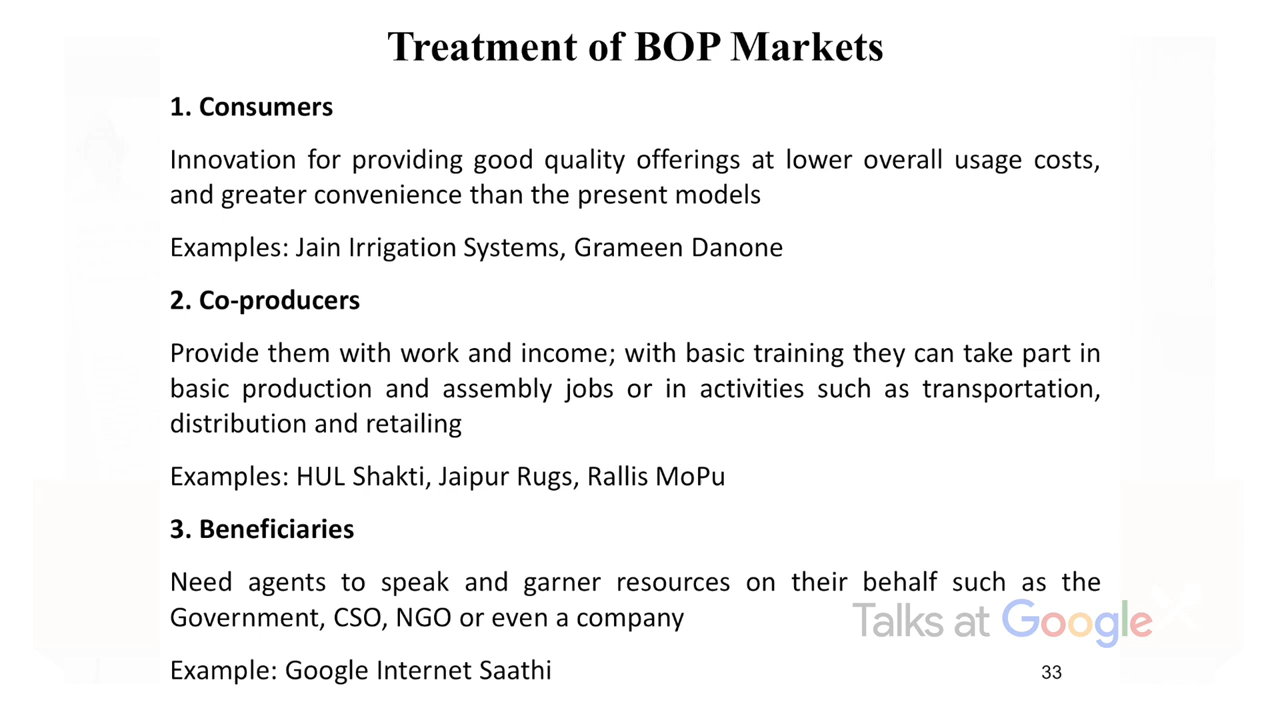 Treatment of BOP Markets
1. Consumers
Innovation for providing good quality offerings at lower overall usage costs,
and greater convenience than the present models
Examples: Jain Irrigation Systems, Grameen Danone
2. Co-producers
Provide them with work and income; with basic training they can take part in
basic production and assembly jobs or in activities such as transportation,
distribution and retailing
Examples: HUL Shakti, Jaipur Rugs, Rallis MoPu
3. Beneficiaries
Need agents to speak and garner resources on their behalf such as the
Government, CSO, NGO or even a company
Talks at Google
Example: Google Internet Saathi
33